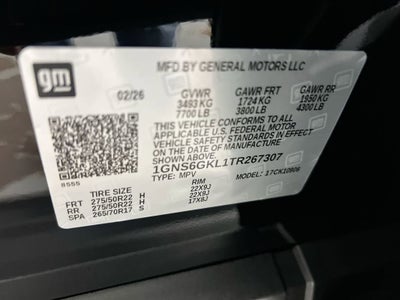 gm
MFD BY GENERAL MOTORS LLC
02/26
GVWR GAWR FRT GAWR RR
3493 KG 1724 KG 1950 KG
7700 LB 3800 LB 4300 LB
THIS VEHICLE CONFORMS TO ALL
APPLICABLE U.S. FEDERAL MOTOR
VEHICLE SAFETY STANDARDS IN EFFECT
ON THE DATE OF MANUFACTURE
SHOWN ABOVE.
1GNS6GKL1TR267307
TYPE: MPV 17CK10906
8555
TIRE SIZE RIM
FRT 275/50R22 H 22X9J
RR 275/50R22 H 22X9J
SPA 265/70R17 S 17X8J